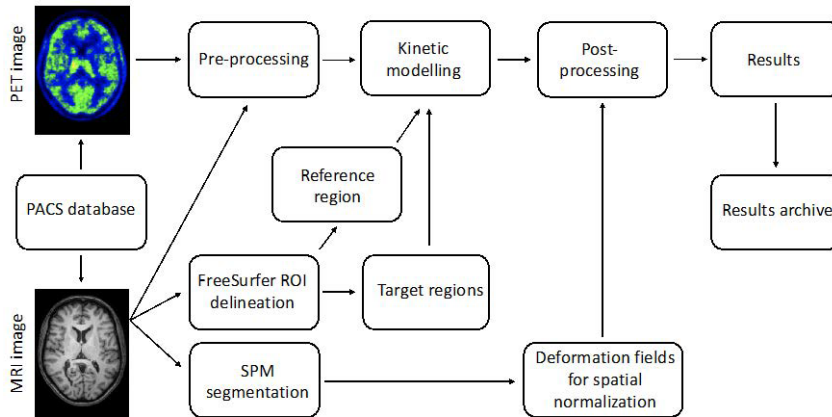 PET image
Pre-processing
Kinetic
modelling
Post-
processing
Results
PACS database
Reference
region
Results archive
MRI image
FreeSurfer ROI
delineation
Target regions
SPM
segmentation
Deformation fields
for spatial
normalization